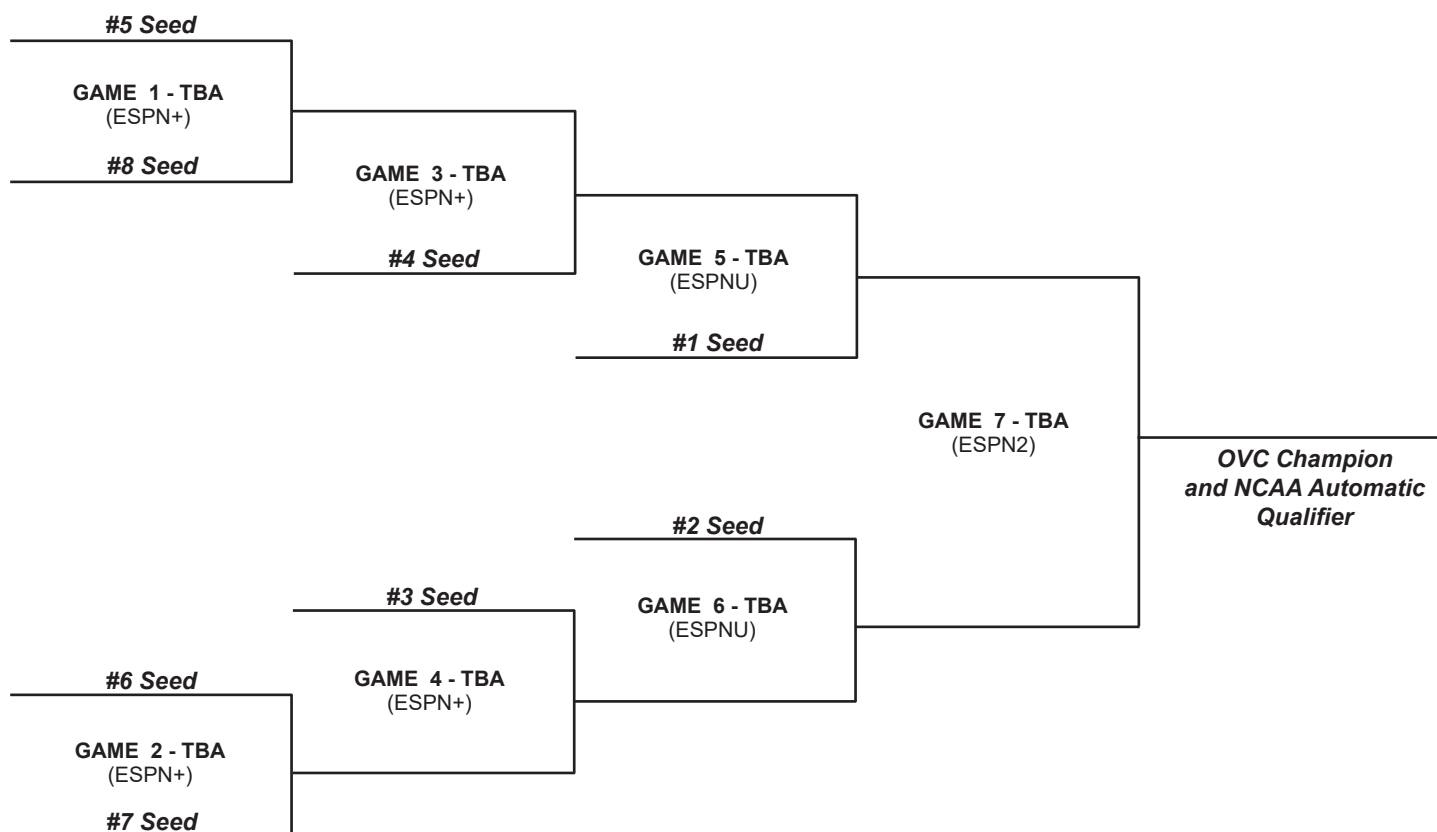 #5 Seed
GAME 1 - TBA
(ESPN+)
#8 Seed
GAME 3 - TBA
(ESPN+)
#4 Seed
GAME 5 - TBA
(ESPNU)
#1 Seed
GAME 7 - TBA
(ESPN2)
OVC Champion
and NCAA Automatic
Qualifier
#2 Seed
GAME 6 - TBA
(ESPNU)
#3 Seed
GAME 4 - TBA
(ESPN+)
#6 Seed
GAME 2 - TBA
(ESPN+)
#7 Seed